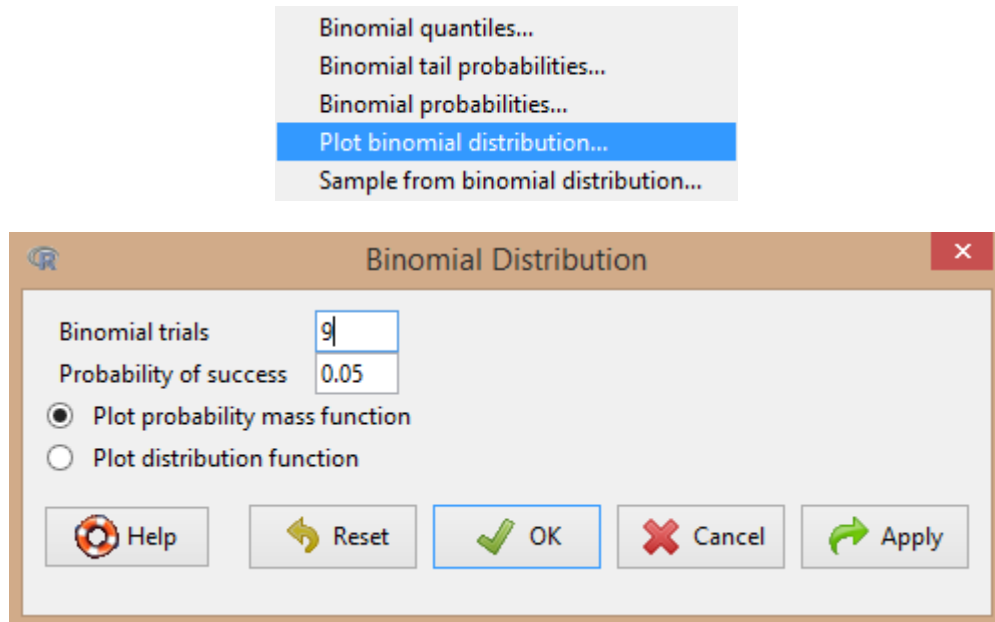 Binomial quantiles...
Binomial tail probabilities...
Binomial probabilities...
Plot binomial distribution...
Sample from binomial distribution...
R Binomial Distribution ×
Binomial trials 9
Probability of success 0.05
Plot probability mass function
Plot distribution function
Help Reset OK Cancel Apply